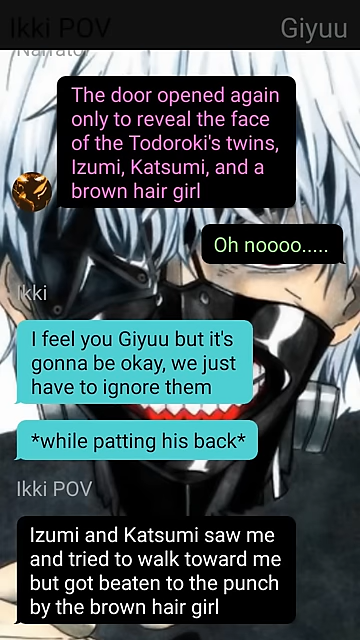 Ikki POV
Giyuu
Narrator
The door opened again
only to reveal the face
of the Todoroki's twins,
Izumi, Katsumi, and a
brown hair girl
Oh noooo.....
Ikki
I feel you Giyuu but it's
gonna be okay, we just
have to ignore them
*while patting his back*
Ikki POV
Izumi and Katsumi saw me
and tried to walk toward me
but got beaten to the punch
by the brown hair girl